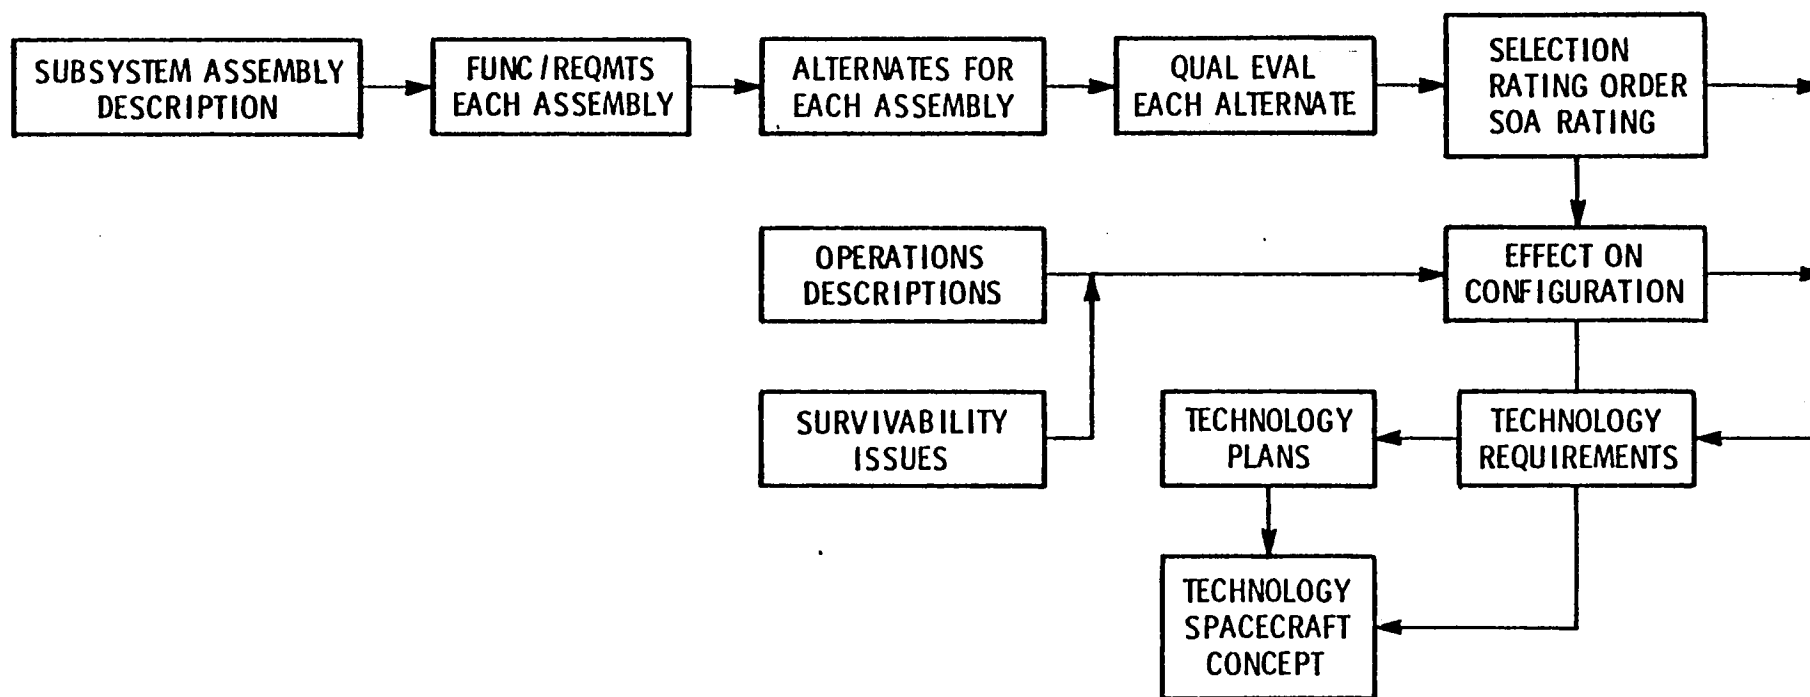 SUBSYSTEM ASSEMBLY
DESCRIPTION
FUNC/REQMTS
EACH ASSEMBLY
ALTERNATES FOR
EACH ASSEMBLY
QUAL EVAL
EACH ALTERNATE
SELECTION
RATING ORDER
SOA RATING
OPERATIONS
DESCRIPTIONS
EFFECT ON
CONFIGURATION
SURVIVABILITY
ISSUES
TECHNOLOGY
PLANS
TECHNOLOGY
REQUIREMENTS
TECHNOLOGY
SPACECRAFT
CONCEPT